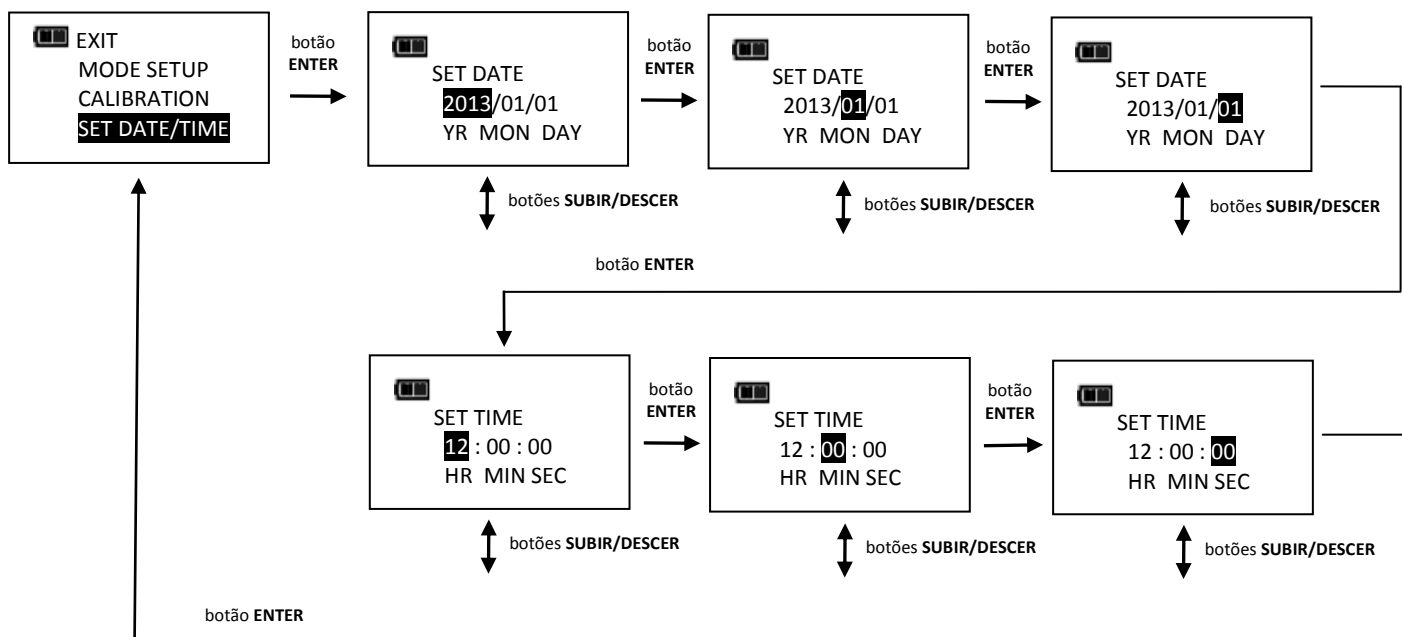 EXIT
MODE SETUP
CALIBRATION
SET DATE/TIME
botão
ENTER
SET DATE
2013/01/01
YR MON DAY
botões SUBIR/DESCER
botão
ENTER
SET DATE
2013/01/01
YR MON DAY
botões SUBIR/DESCER
botão
ENTER
SET DATE
2013/01/01
YR MON DAY
botões SUBIR/DESCER
botão ENTER
SET TIME
12 : 00 : 00
HR MIN SEC
botões SUBIR/DESCER
botão
ENTER
SET TIME
12 : 00 : 00
HR MIN SEC
botões SUBIR/DESCER
botão
ENTER
SET TIME
12 : 00 : 00
HR MIN SEC
botões SUBIR/DESCER
botão ENTER